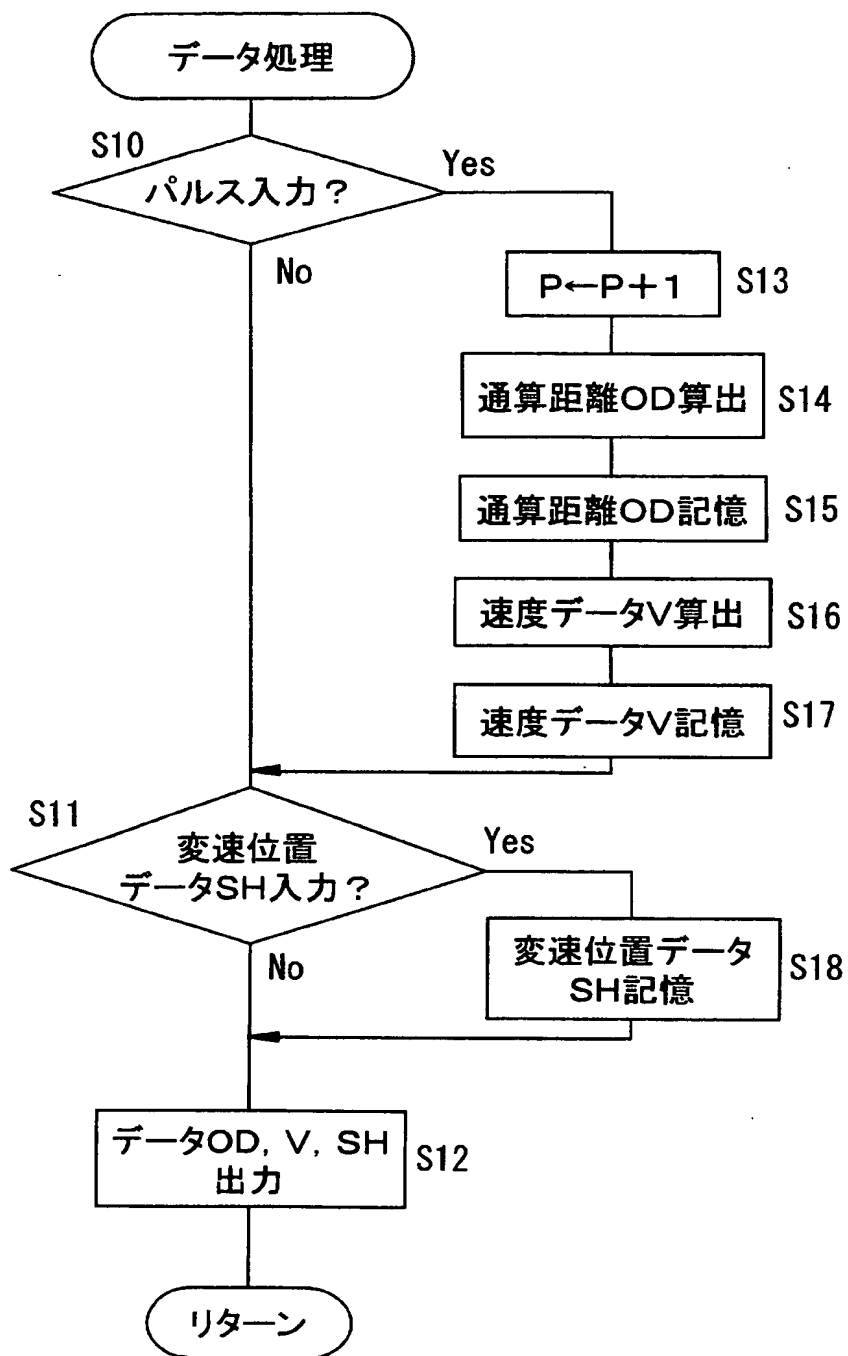 データ処理
S10
パルス入力？
Yes
No
P←P＋1
S13
通算距離OD算出
S14
通算距離OD記憶
S15
速度データV算出
S16
速度データV記憶
S17
S11
変速位置
データSH入力？
Yes
No
変速位置データ
SH記憶
S18
データOD, V, SH
出力
S12
リターン